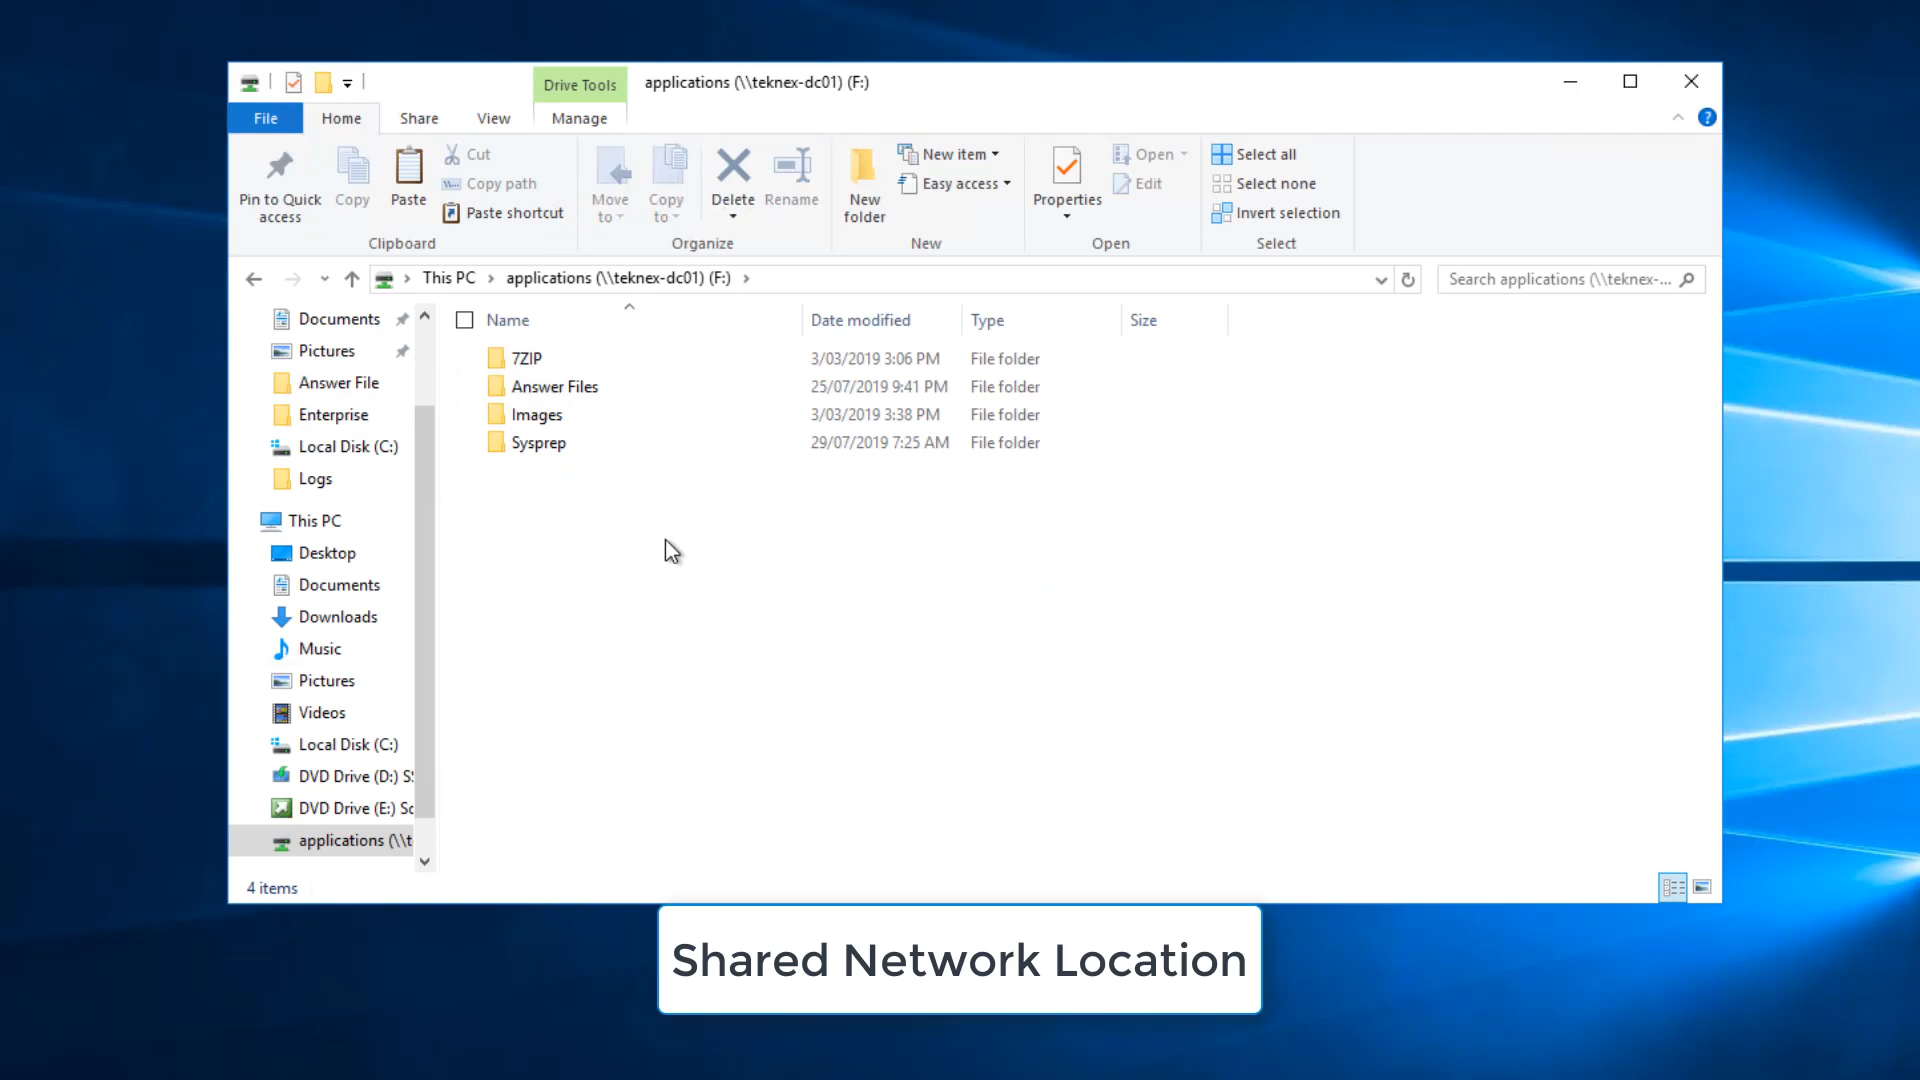 Drive Tools
applications (\\teknex-dc01) (F:)
File
Home
Share
View
Manage
?
Pin to Quick
access
Copy
Paste
Cut
Copy path
Paste shortcut
Clipboard
Move
to
Copy
to
Delete
Rename
Organize
New
folder
New item
Easy access
New
Properties
Open
Edit
Open
Select all
Select none
Invert selection
Select
This PC
applications (\\teknex-dc01) (F:)
Search applications (\\teknex-...
Documents
Pictures
Answer File
Enterprise
Local Disk (C:)
Logs
This PC
Desktop
Documents
Downloads
Music
Pictures
Videos
Local Disk (C:)
DVD Drive (D:) S
DVD Drive (E:) Sc
applications (\\t
Name Date modified Type Size
7ZIP 3/03/2019 3:06 PM File folder
Answer Files 25/07/2019 9:41 PM File folder
Images 3/03/2019 3:38 PM File folder
Sysprep 29/07/2019 7:25 AM File folder
4 items
Shared Network Location